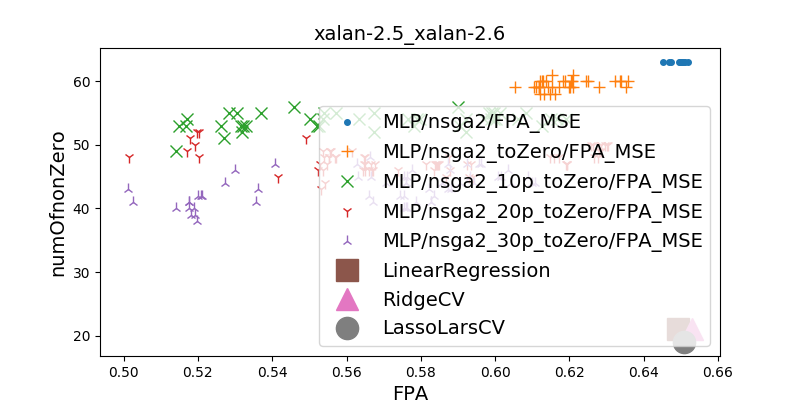 xalan-2.5_xalan-2.6
numOfnonZero
60
50
40
30
20
MLP/nsga2/FPA_MSE
MLP/nsga2_toZero/FPA_MSE
MLP/nsga2_10p_toZero/FPA_MSE
MLP/nsga2_20p_toZero/FPA_MSE
MLP/nsga2_30p_toZero/FPA_MSE
LinearRegression
RidgeCV
LassoLarsCV
0.50 0.52 0.54 0.56 0.58 0.60 0.62 0.64 0.66
FPA